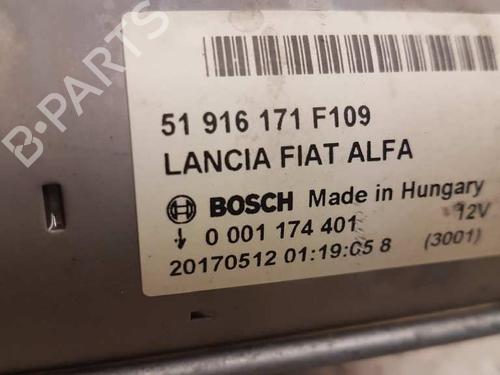 51 916 171 F109
LANCIA FIAT ALFA
BOSCH Made in Hungary
0 001 174 401 12V
20170512 01:19:05 8 (3001)
B-PARTS